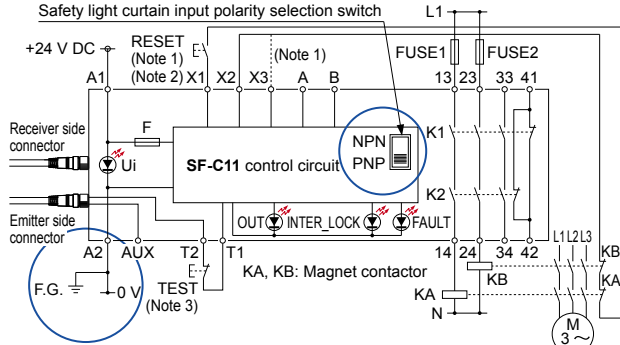 Safety light curtain input polarity selection switch
L1
+24 V DC
RESET
(Note 1)
(Note 2)
(Note 1)
FUSE1
FUSE2
A1
X1
X2
X3
A
B
13
23
33
41
Receiver side
connector
F
Ui
SF-C11 control circuit
NPN
PNP
K1
K2
OUT
INTER_LOCK
FAULT
Emitter side
connector
A2
AUX
T2
T1
14
24
34
42
L1
L2
L3
KA, KB: Magnet contactor
KB
KB
F.G.
0 V
TEST
(Note 3)
KA
KA
N
M
3 ~